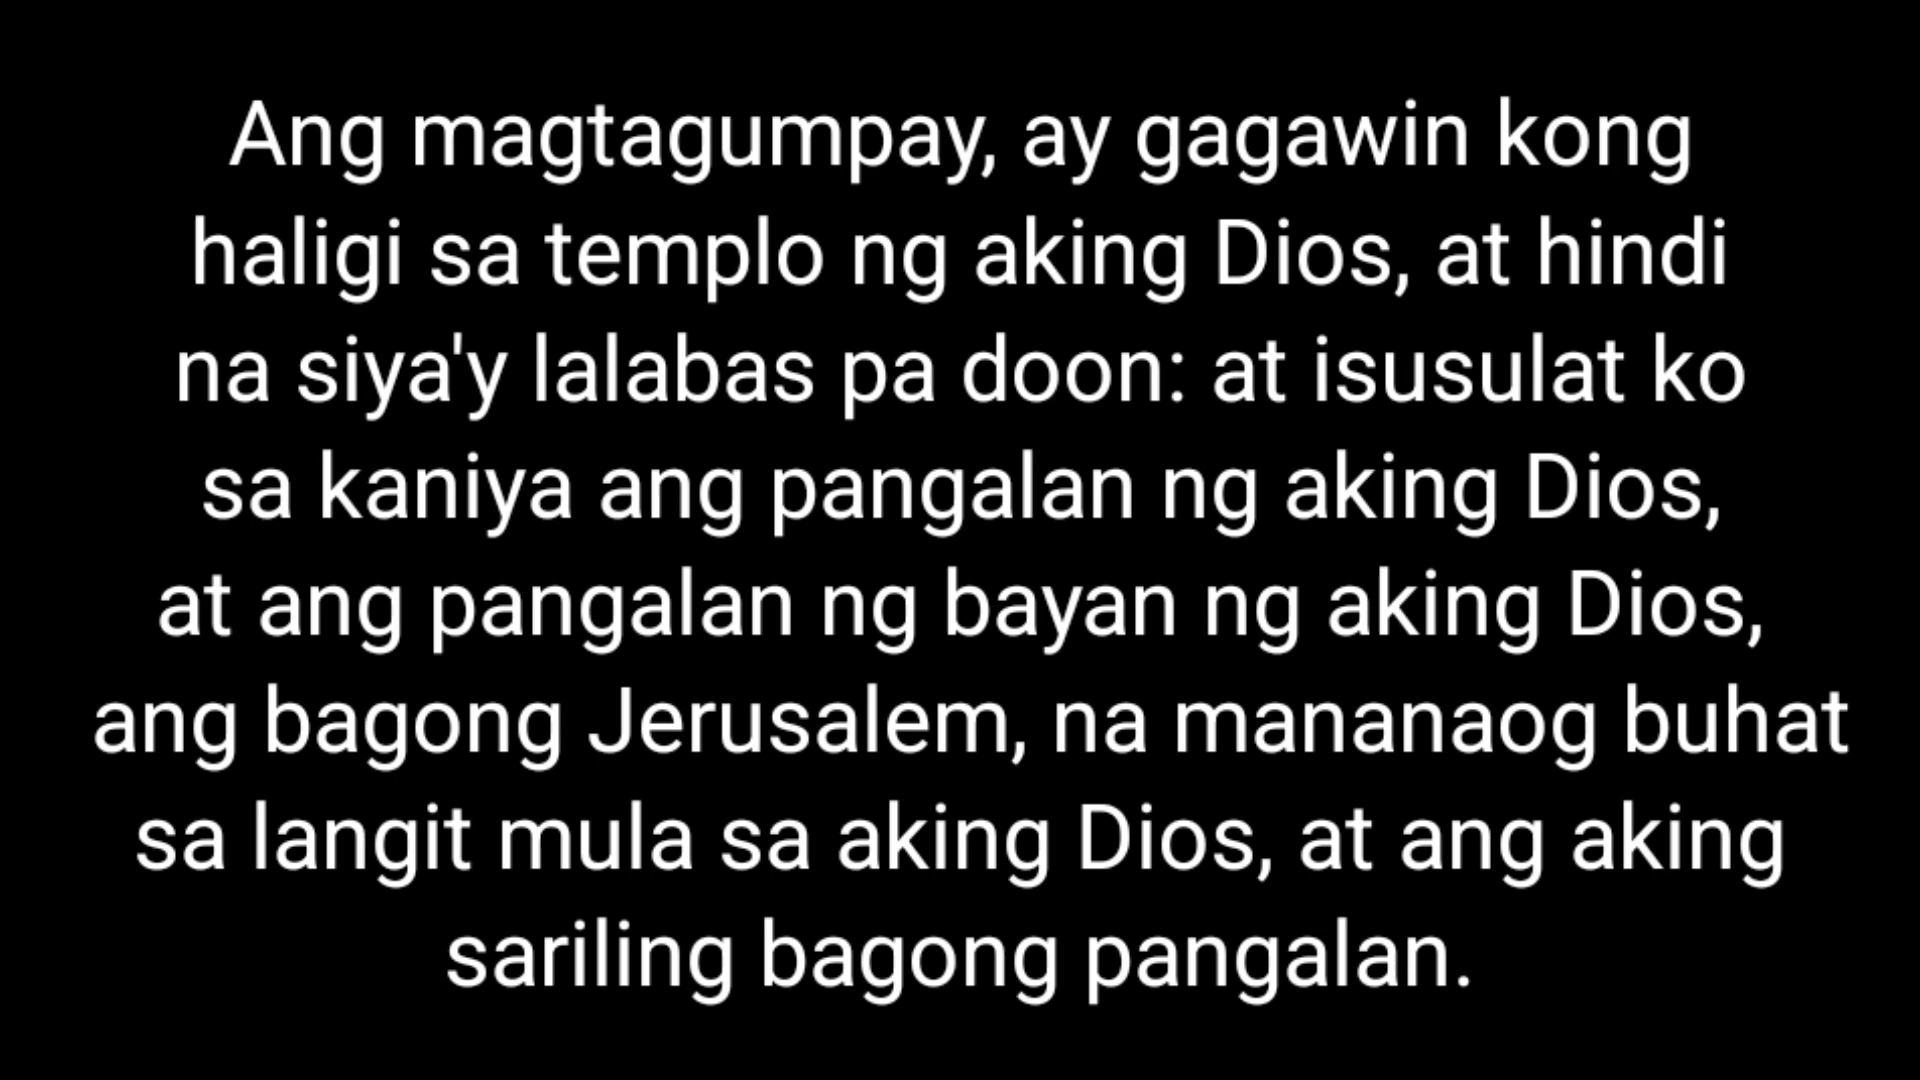 Ang magtagumpay, ay gagawin kong
haligi sa templo ng aking Dios, at hindi
na siya'y lalabas pa doon: at isusulat ko
sa kaniya ang pangalan ng aking Dios,
at ang pangalan ng bayan ng aking Dios,
ang bagong Jerusalem, na mananaog buhat
sa langit mula sa aking Dios, at ang aking
sariling bagong pangalan.